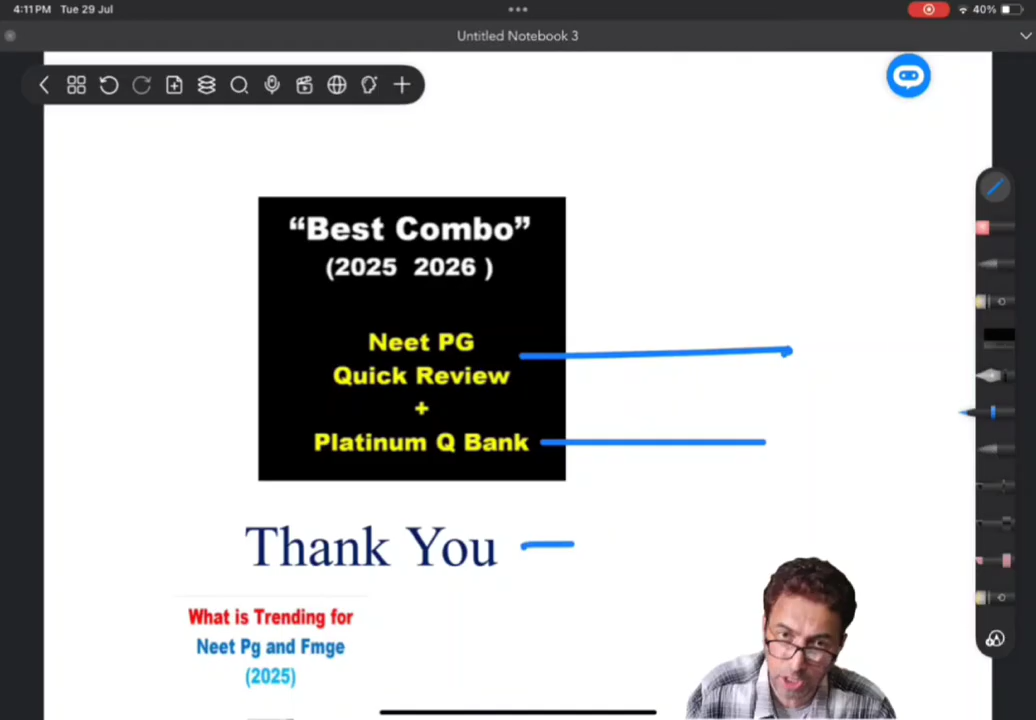 4:11 PM Tue 29 Jul
40%
Untitled Notebook 3
“Best Combo”
(2025 2026 )
Neet PG
Quick Review
+
Platinum Q Bank
Thank You
What is Trending for
Neet Pg and Fmge
(2025)